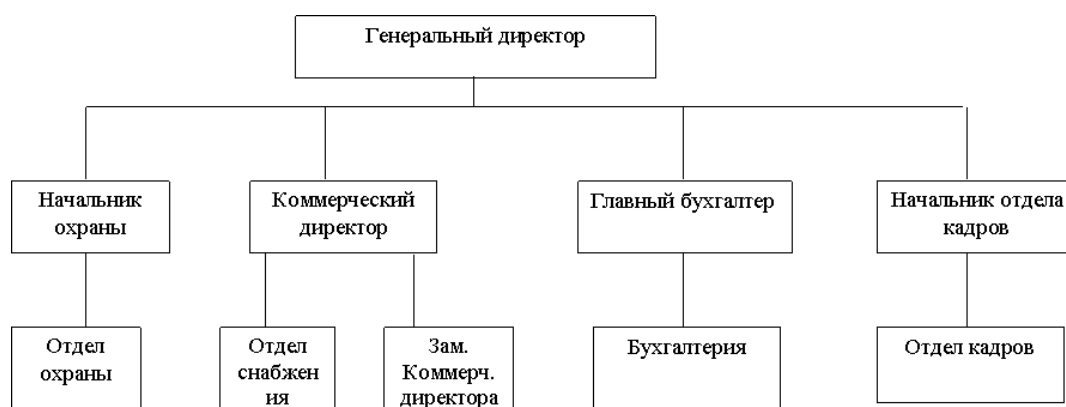 Генеральный директор
Начальник
охраны
Коммерческий
директор
Главный бухгалтер
Начальник отдела
кадров
Отдел
охраны
Отдел
снабжен
ия
Зам.
Коммерч.
директора
Бухгалтерия
Отдел кадров